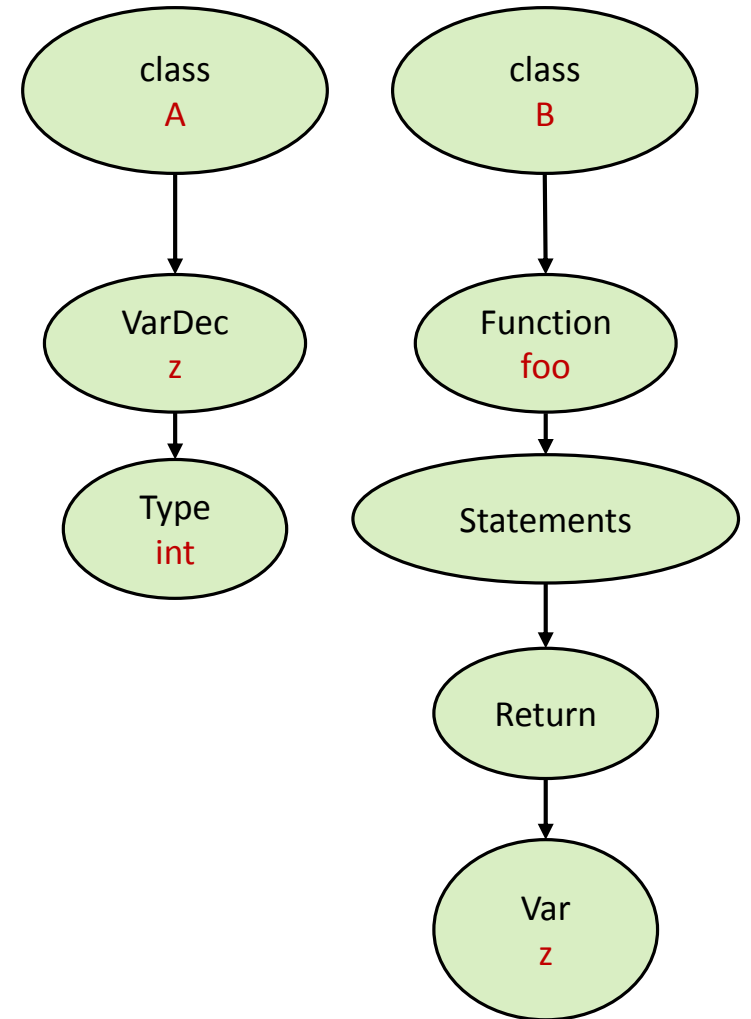 class
A
VarDec
z
Type
int
class
B
Function
foo
Statements
Return
Var
z